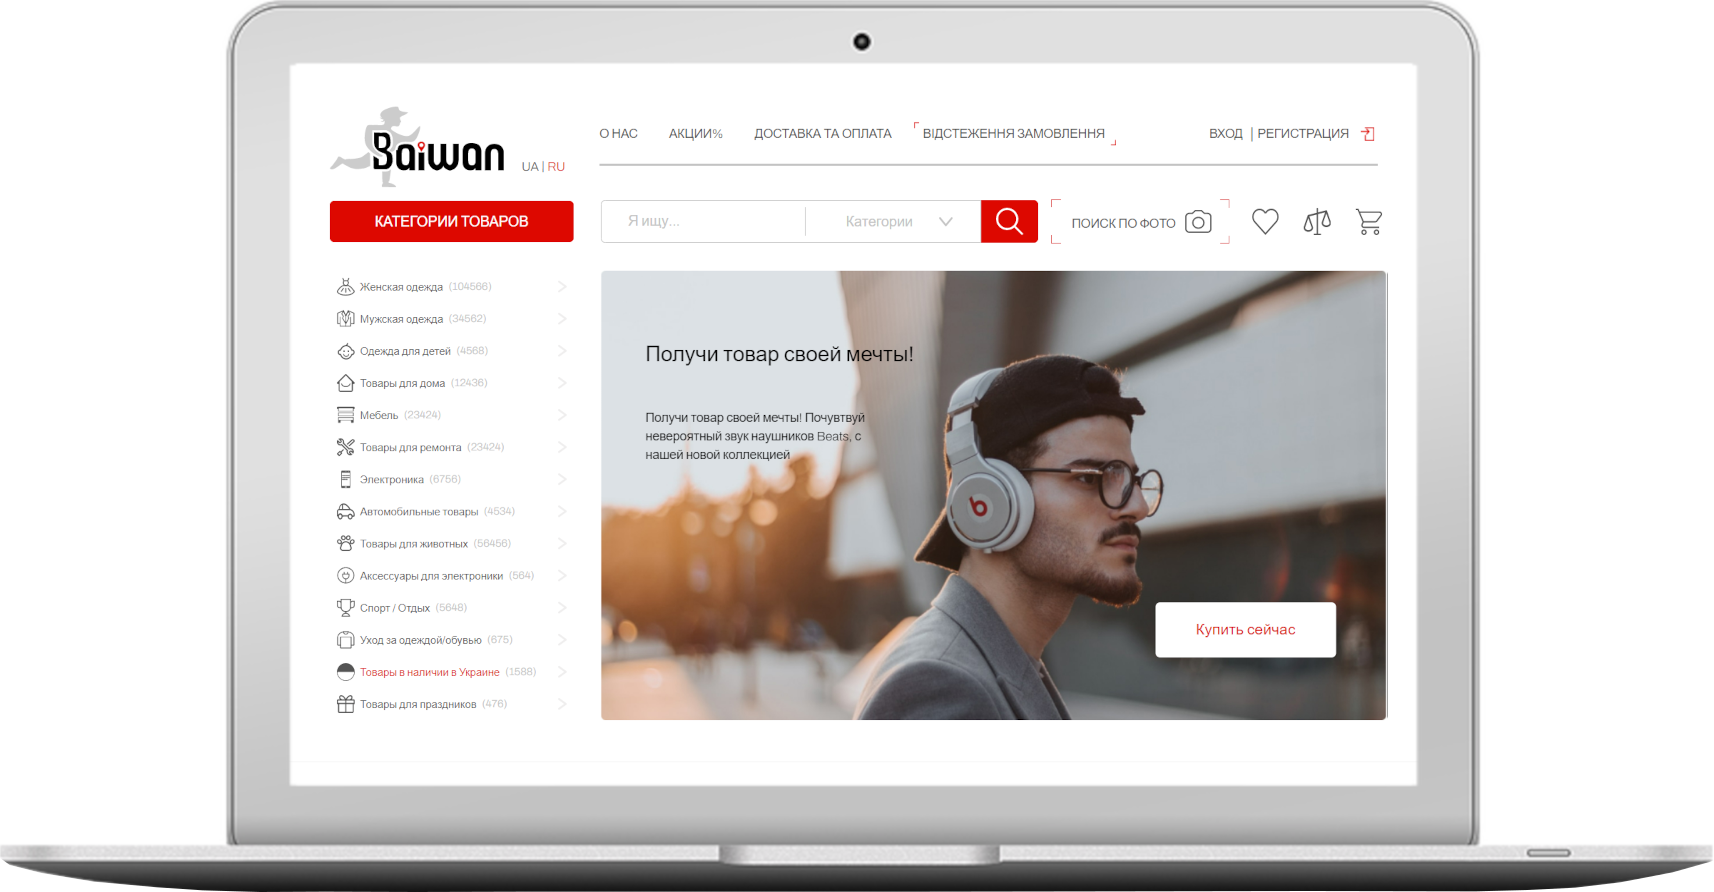 Baiwan
UA | RU
О НАС
АКЦИИ%
ДОСТАВКА ТА ОПЛАТА
ВІДСТЕЖЕННЯ ЗАМОВЛЕННЯ
ВХОД | РЕГИСТРАЦИЯ
КАТЕГОРИИ ТОВАРОВ
Я ищу...
Категории
ПОИСК ПО ФОТО
Женская одежда (104566)
Мужская одежда (34562)
Одежда для детей (4568)
Товары для дома (12436)
Мебель (23424)
Товары для ремонта (23424)
Электроника (6756)
Автомобильные товары (4534)
Товары для животных (56456)
Аксессуары для электроники (564)
Спорт / Отдых (5648)
Уход за одеждой/обувью (675)
Товары в наличии в Украине (1588)
Товары для праздников (476)
Получи товар своей мечты!
Получи товар своей мечты! Почувтвуй
невероятный звук наушников Beats, с
нашей новой коллекцией
b
Купить сейчас